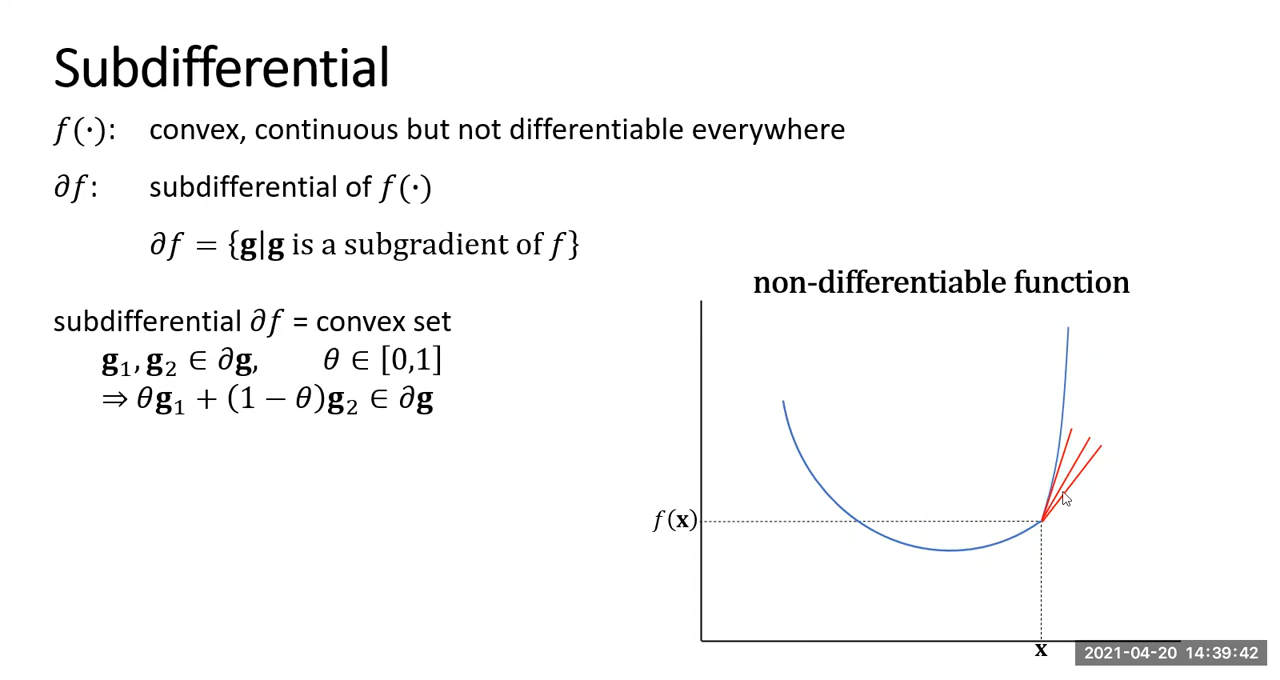 Subdifferential
f(·): convex, continuous but not differentiable everywhere
∂f: subdifferential of f(·)
∂f = {𝐠|𝐠 is a subgradient of f}
subdifferential ∂f = convex set
𝐠₁, 𝐠₂ ∈ ∂𝐠, θ ∈ [0,1]
⇒ θ𝐠₁ + (1 − θ)𝐠₂ ∈ ∂𝐠
non-differentiable function
f(𝐱)
𝐱
2021-04-20 14:39:42